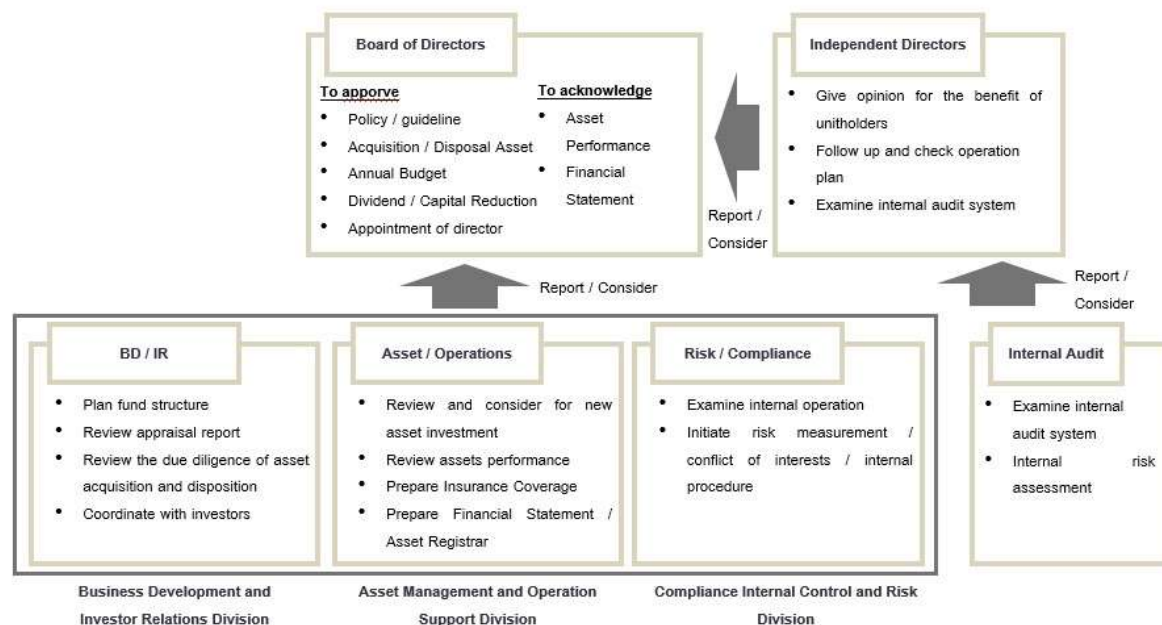 Board of Directors
To apporve
Policy / guideline
Acquisition / Disposal Asset
Annual Budget
Dividend / Capital Reduction
Appointment of director
To acknowledge
Asset
Performance
Financial
Statement
Independent Directors
Give opinion for the benefit of
unitholders
Follow up and check operation
plan
Examine internal audit system
Report /
Consider
Report / Consider
Report /
Consider
BD / IR
Plan fund structure
Review appraisal report
Review the due diligence of asset
acquisition and disposition
Coordinate with investors
Asset / Operations
Review and consider for new
asset investment
Review assets performance
Prepare Insurance Coverage
Prepare Financial Statement /
Asset Registrar
Risk / Compliance
Examine internal operation
Initiate risk measurement /
conflict of interests / internal
procedure
Internal Audit
Examine internal
audit system
Internal risk
assessment
Business Development and
Investor Relations Division
Asset Management and Operation
Support Division
Compliance Internal Control and Risk
Division